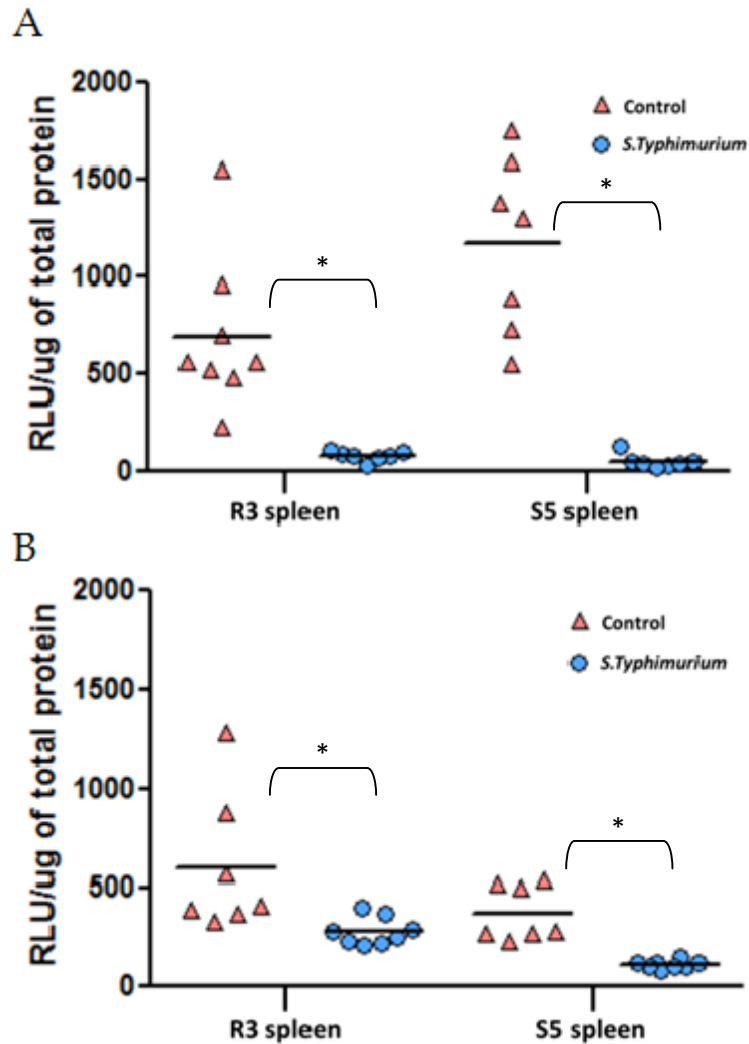 A
RLU/ug of total protein
2000
1500
1000
500
0
Control
S.Typhimurium
*
*
R3 spleen
S5 spleen
B
RLU/ug of total protein
2000
1500
1000
500
0
Control
S.Typhimurium
*
*
R3 spleen
S5 spleen